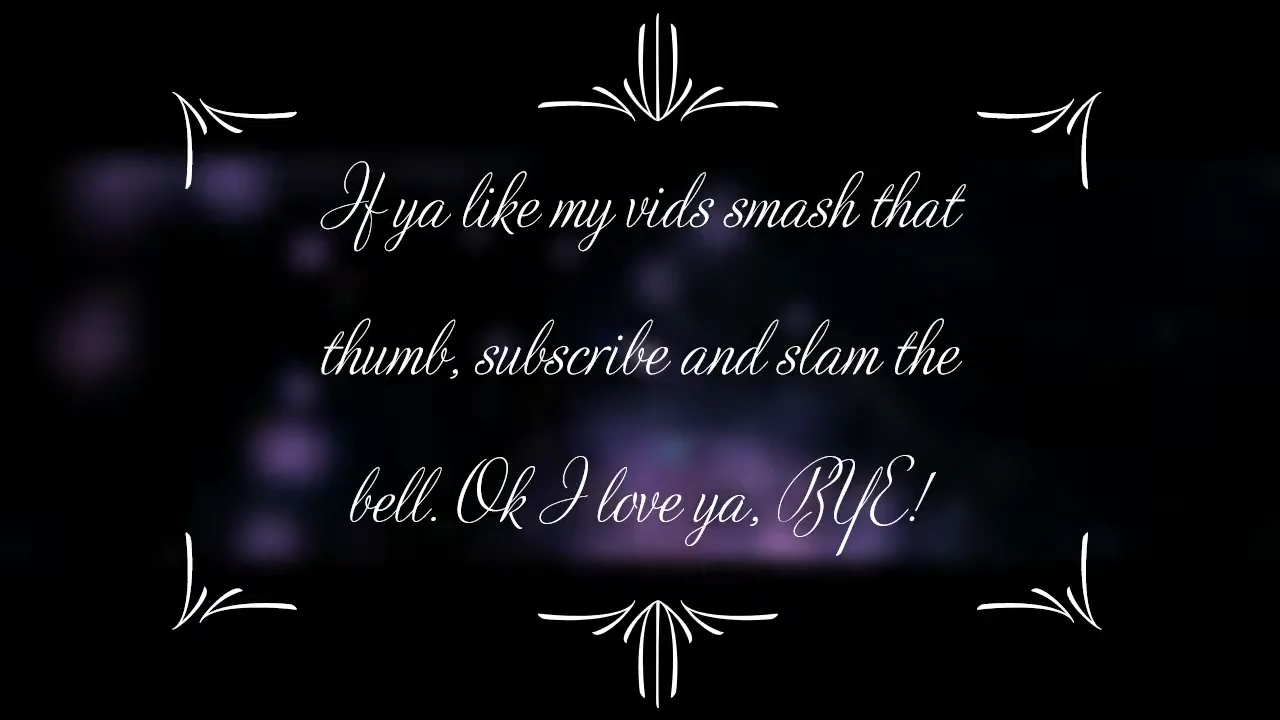 If ya like my vids smash that
thumb, subscribe and slam the
bell. Ok I love ya, BYE!